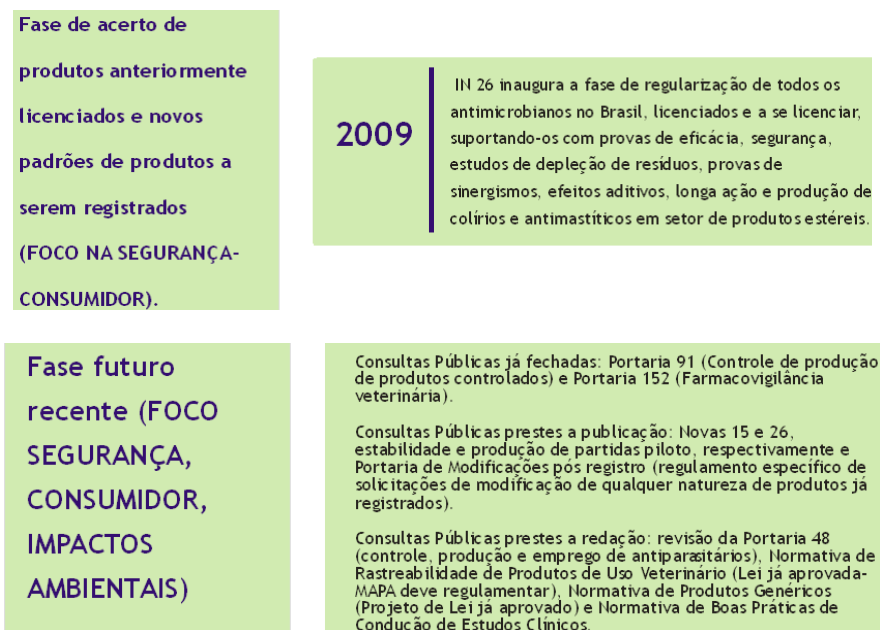 Fase de acerto de
produtos anteriormente
licenciados e novos
padrões de produtos a
serem registrados
(FOCO NA SEGURANÇA-
CONSUMIDOR).
2009
IN 26 inaugura a fase de regularização de todos os
antimicrobianos no Brasil, licenciados e a se licenciar,
suportando-os com provas de eficácia, segurança,
estudos de depleção de resíduos, provas de
sinergismos, efeitos aditivos, longa ação e produção de
colírios e antimastíticos em setor de produtos estéreis.
Fase futuro
recente (FOCO
SEGURANÇA,
CONSUMIDOR,
IMPACTOS
AMBIENTAIS)
Consultas Públicas já fechadas: Portaria 91 (Controle de produção
de produtos controlados) e Portaria 152 (Farmacovigilância
veterinária).
Consultas Públicas prestes a publicação: Novas 15 e 26,
estabilidade e produção de partidas piloto, respectivamente e
Portaria de Modificações pós registro (regulamento específico de
solicitações de modificação de qualquer natureza de produtos já
registrados).
Consultas Públicas prestes a redação: revisão da Portaria 48
(controle, produção e emprego de antiparasitários), Normativa de
Rastreabilidade de Produtos de Uso Veterinário (Lei já aprovada-
MAPA deve regulamentar), Normativa de Produtos Genéricos
(Projeto de Lei já aprovado) e Normativa de Boas Práticas de
Condução de Estudos Clínicos.